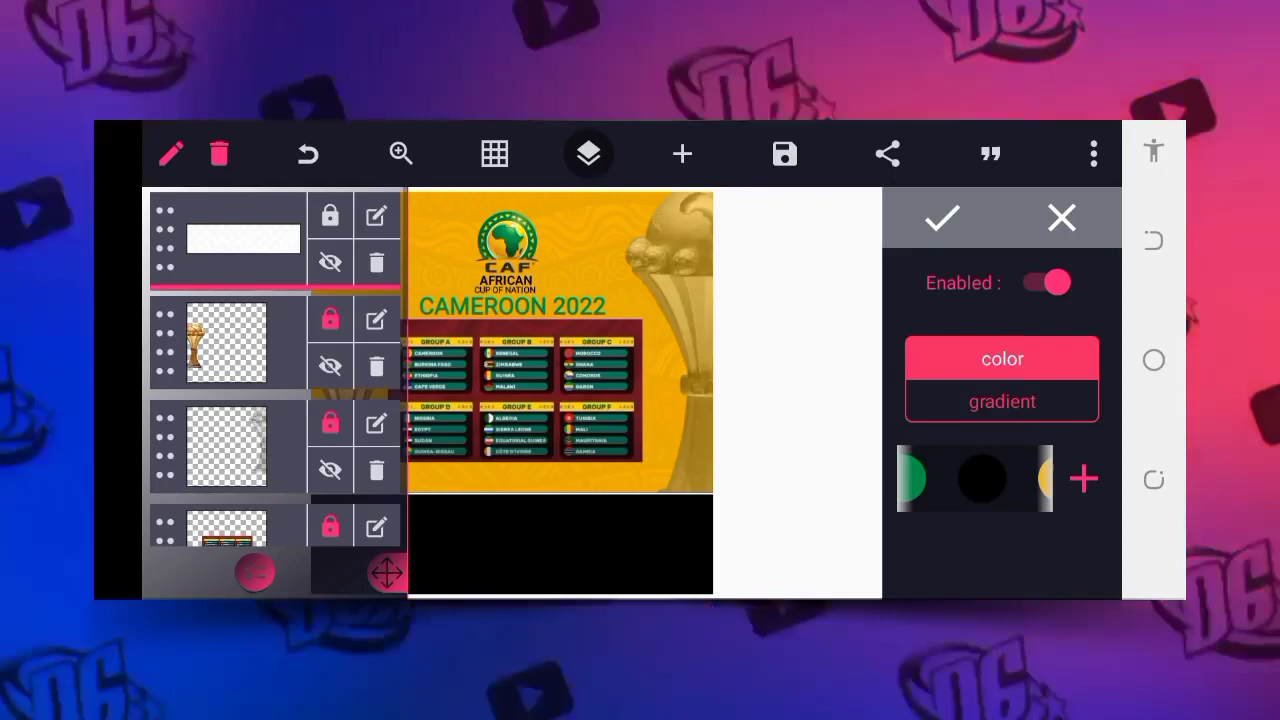 CAF
AFRICAN
CUP OF NATION
CAMEROON 2022
GROUP A
CAMEROON
BURKINA FASO
ETHIOPIA
CAPE VERDE
GROUP B
SENEGAL
ZIMBABWE
GUINEA
MALAWI
GROUP C
MOROCCO
GHANA
COMOROS
GABON
GROUP D
NIGERIA
EGYPT
SUDAN
GUINEA-BISSAU
GROUP E
ALGERIA
SIERRA LEONE
EQUATORIAL GUINEA
CÔTE D'IVOIRE
GROUP F
TUNISIA
MALI
MAURITANIA
GAMBIA
Enabled :
color
gradient